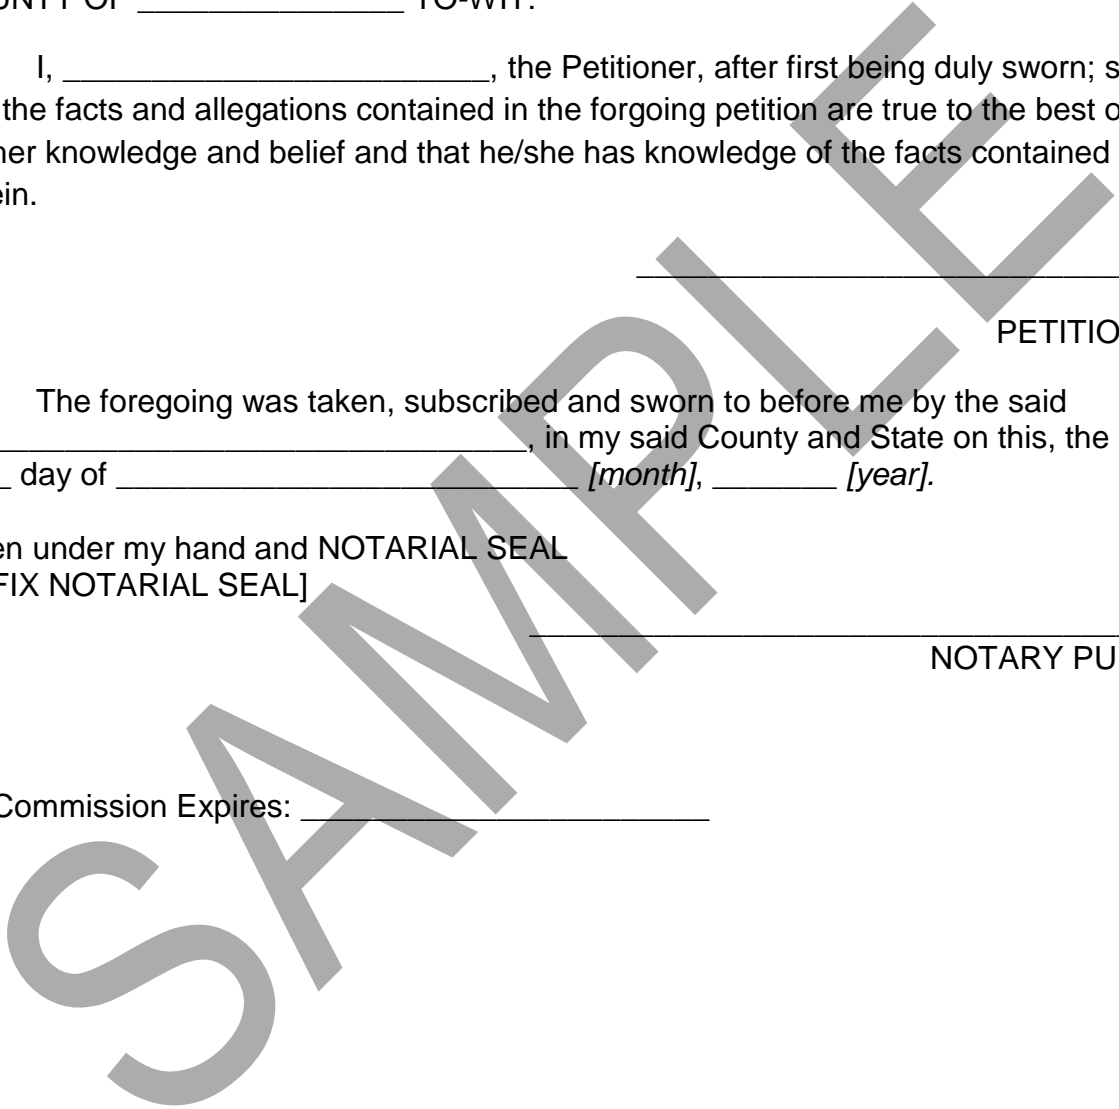 UNTY OF _______________ TO-WIT:
I, ________________________, the Petitioner, after first being duly sworn; s
the facts and allegations contained in the forgoing petition are true to the best o
her knowledge and belief and that he/she has knowledge of the facts contained
ein.
____________________________
PETITIO
The foregoing was taken, subscribed and sworn to before me by the said
______________________________, in my said County and State on this, the
_ day of __________________________ [month], _______ [year].
en under my hand and NOTARIAL SEAL
FIX NOTARIAL SEAL]
__________________________________
NOTARY PU
Commission Expires: _______________________
SAMPLE